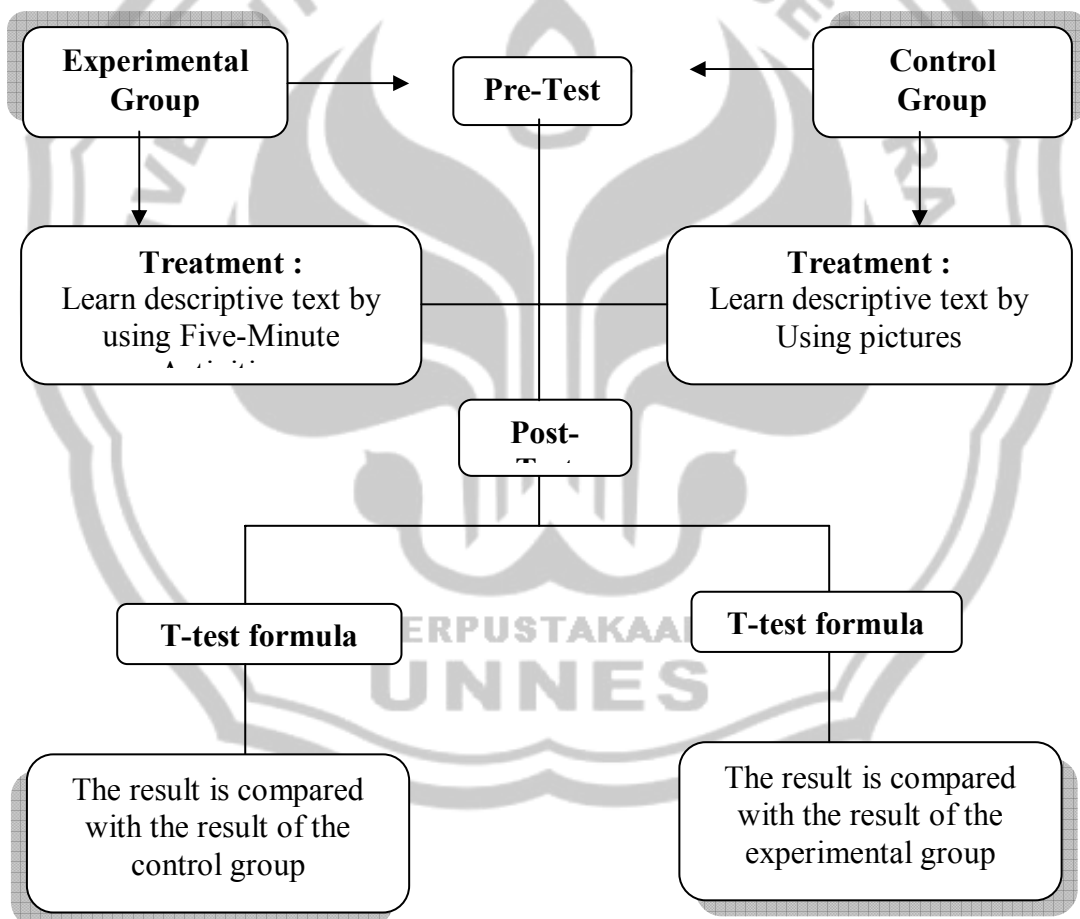 Experimental
Group
Pre-Test
Control
Group
Treatment :
Learn descriptive text by
using Five-Minute
Treatment :
Learn descriptive text by
Using pictures
Post-
T-test formula
T-test formula
ERPUSTAKAA
UNNES
The result is compared
with the result of the
control group
The result is compared
with the result of the
experimental group